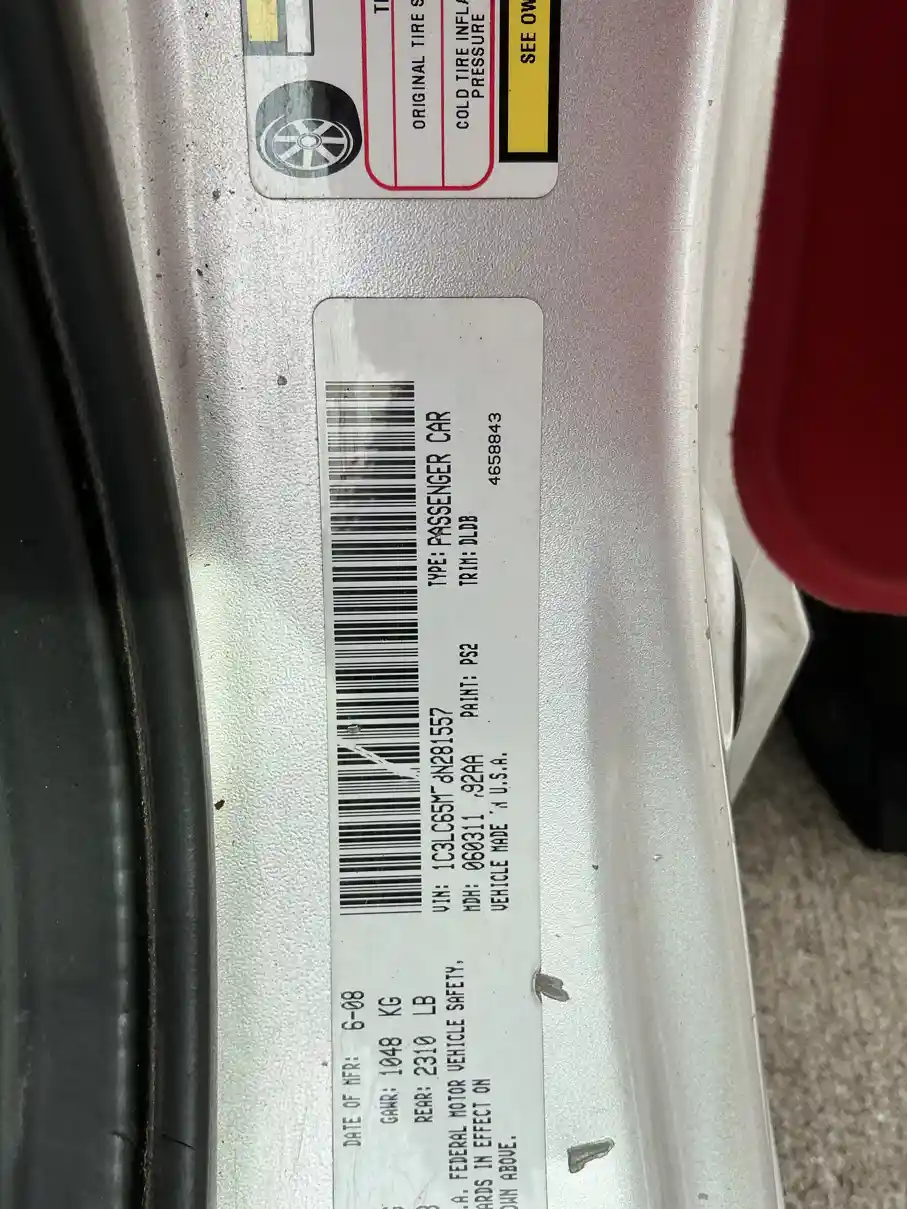 ORIGINAL TIRE S
COLD TIRE INFLA
PRESSURE
SEE OW
DATE OF MFR: 6-08
GAWR: 1048 KG
REAR: 2310 LB
.A. FEDERAL MOTOR VEHICLE SAFETY,
ARDS IN EFFECT ON
OWN ABOVE.
VIN:
TYPE: PASSENGER CAR
MDH: 060311
PAINT: PS2
TRIM: DLDB
VEHICLE MADE U.S.A.
4658843